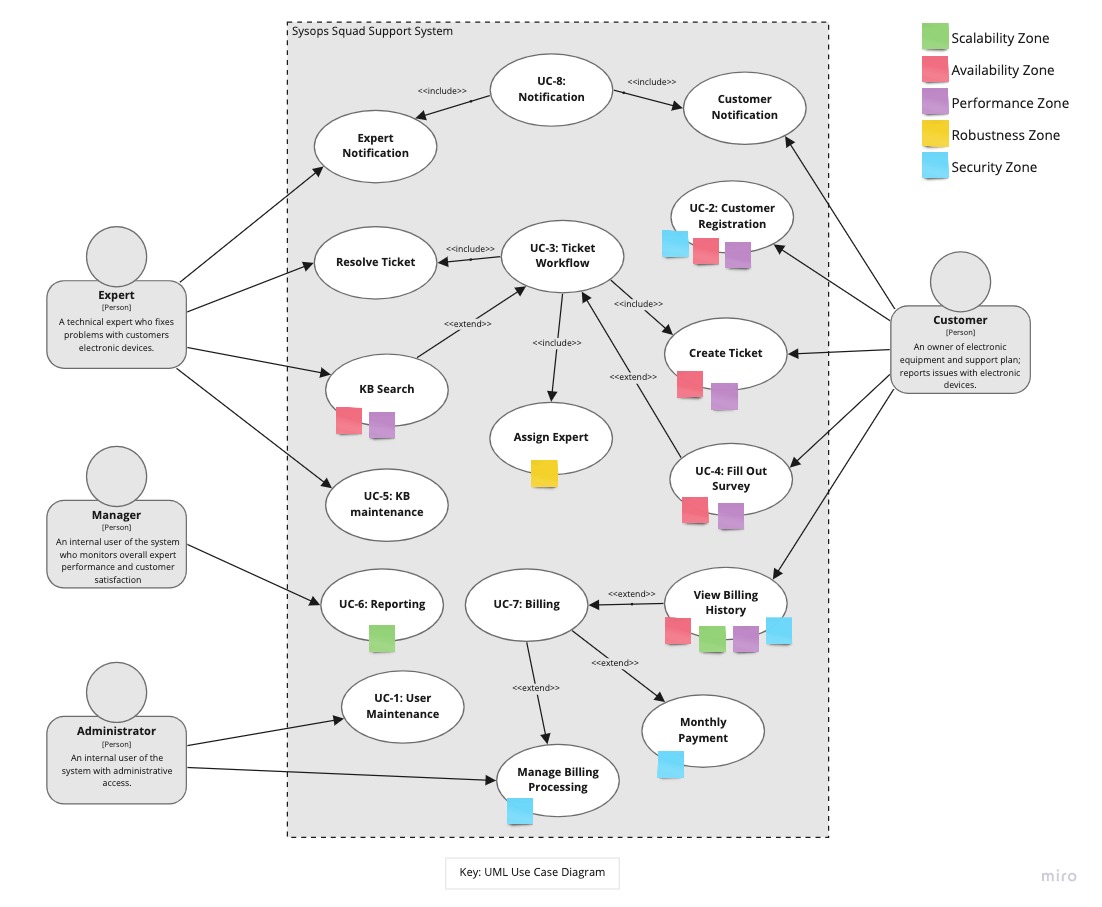 Sysops Squad Support System
Scalability Zone
Availability Zone
Performance Zone
Robustness Zone
Security Zone
UC-8:
Notification
<<include>>
<<include>>
Customer
Notification
Expert
Notification
UC-2: Customer
Registration
UC-3: Ticket
Workflow
<<include>>
Resolve Ticket
Expert
[Person]
A technical expert who fixes
problems with customers
electronic devices.
<<include>>
<<extend>>
<<include>>
Create Ticket
Customer
[Person]
An owner of electronic
equipment and support plan;
reports issues with electronic
devices.
<<extend>>
KB Search
Assign Expert
UC-4: Fill Out
Survey
UC-5: KB
maintenance
Manager
[Person]
An internal user of the system
who monitors overall expert
performance and customer
satisfaction
UC-6: Reporting
UC-7: Billing
<<extend>>
View Billing
History
<<extend>>
<<extend>>
UC-1: User
Maintenance
Monthly
Payment
Administrator
[Person]
An internal user of the
system with administrative
access.
Manage Billing
Processing
Key: UML Use Case Diagram
miro